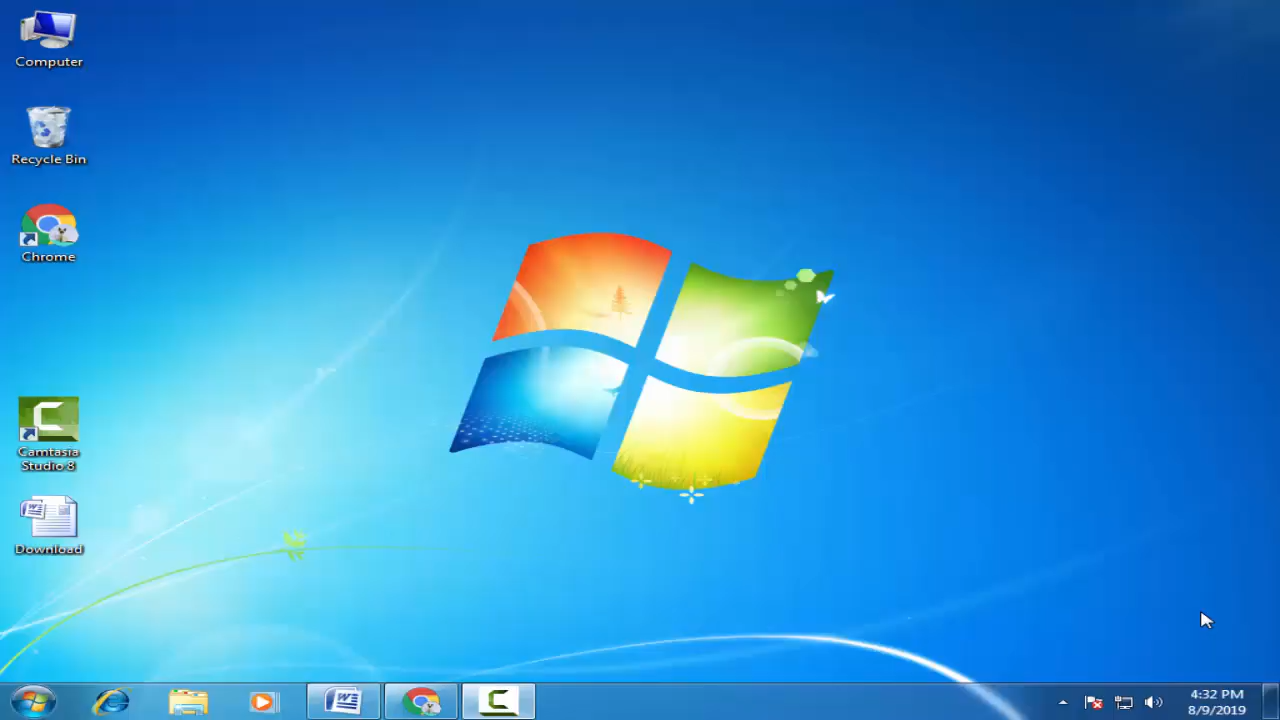 Computer
Recycle Bin
Chrome
Camtasia
Studio 8
Download
4:32 PM
8/9/2019